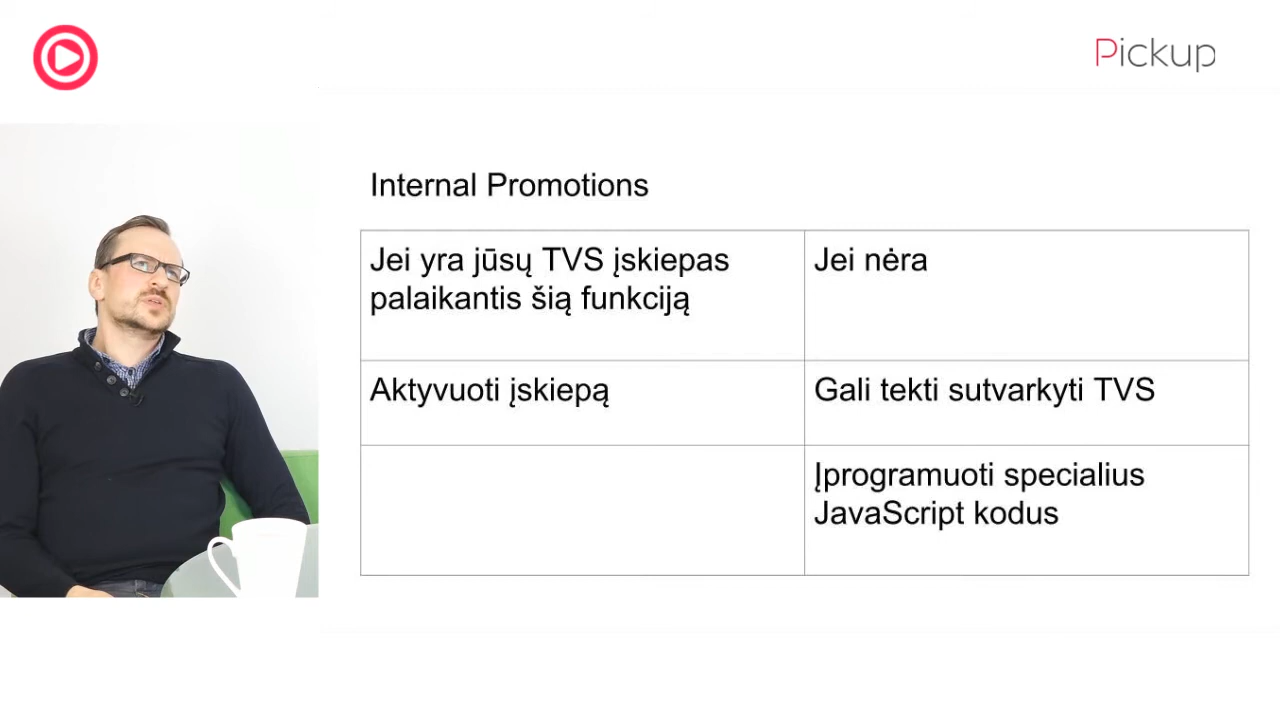 Pickup
Internal Promotions
Jei yra jūsų TVS įskiepas
palaikantis šią funkciją
Jei nėra
Aktyvuoti įskiepą
Gali tekti sutvarkyti TVS
Įprogramuoti specialius
JavaScript kodus